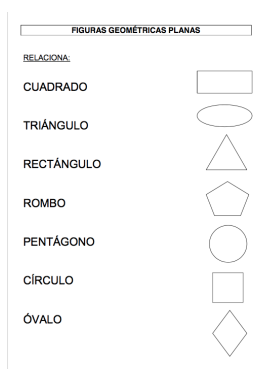 FIGURAS GEOMÉTRICAS PLANAS
RELACIONA:
CUADRADO
TRIÁNGULO
RECTÁNGULO
ROMBO
PENTÁGONO
CÍRCULO
ÓVALO